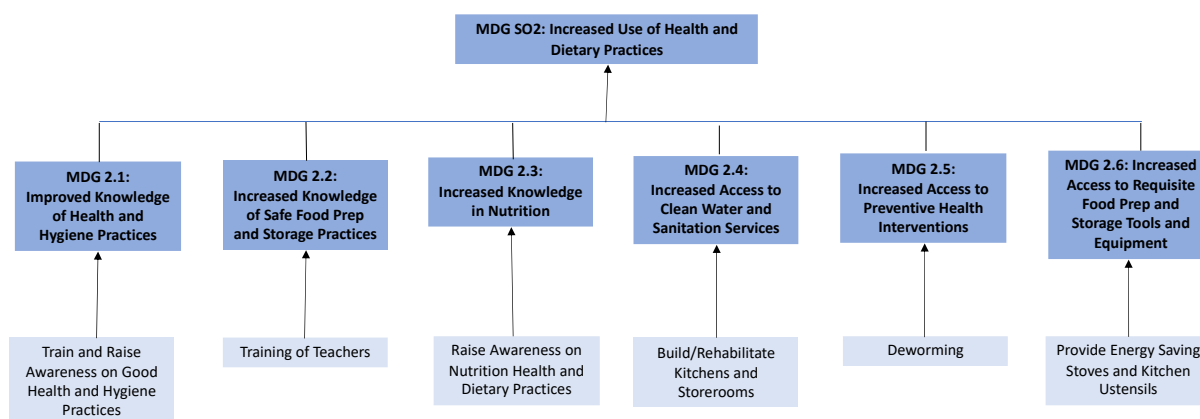 MDG SO2: Increased Use of Health and
Dietary Practices
MDG 2.1:
Improved Knowledge
of Health and
Hygiene Practices
MDG 2.2:
Increased Knowledge
of Safe Food Prep
and Storage Practices
MDG 2.3:
Increased Knowledge
in Nutrition
MDG 2.4:
Increased Access to
Clean Water and
Sanitation Services
MDG 2.5:
Increased Access to
Preventive Health
Interventions
MDG 2.6: Increased
Access to Requisite
Food Prep and
Storage Tools and
Equipment
Train and Raise
Awareness on Good
Health and Hygiene
Practices
Training of Teachers
Raise Awareness on
Nutrition Health and
Dietary Practices
Build/Rehabilitate
Kitchens and
Storerooms
Deworming
Provide Energy Saving
Stoves and Kitchen
Ustensils